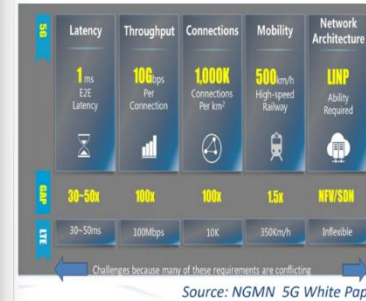 5G
Latency
Throughput
Connections
Mobility
Network
Architecture
1 ms
E2E
Latency
10Gbps
Per
Connection
1,000K
Connections
Per km²
500km/h
High-speed
Railway
LINP
Ability
Required
GAP
30~50x
100x
100x
1.5x
NFV/SDN
LTE
30~50ms
100Mbps
10K
350Km/h
Inflexible
Challenges because many of these requirements are conflicting
Source: NGMN 5G White Pap